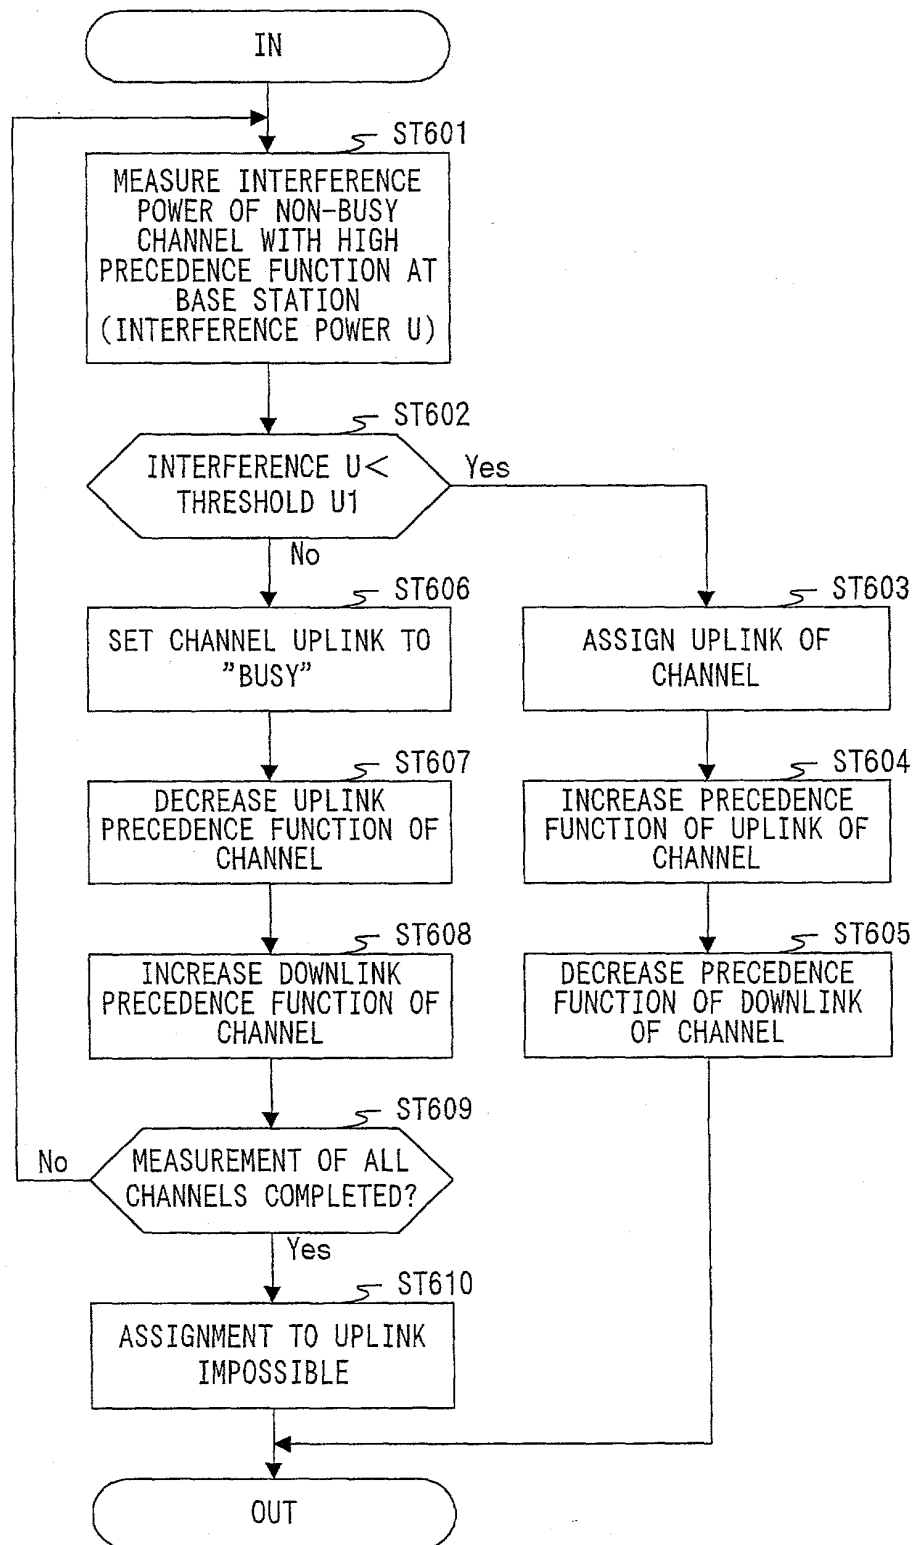 IN
ST601
MEASURE INTERFERENCE
POWER OF NON-BUSY
CHANNEL WITH HIGH
PRECEDENCE FUNCTION AT
BASE STATION
(INTERFERENCE POWER U)
ST602
INTERFERENCE U<
THRESHOLD U1
Yes
No
ST606
SET CHANNEL UPLINK TO
"BUSY"
ST603
ASSIGN UPLINK OF
CHANNEL
ST607
DECREASE UPLINK
PRECEDENCE FUNCTION OF
CHANNEL
ST604
INCREASE PRECEDENCE
FUNCTION OF UPLINK OF
CHANNEL
ST608
INCREASE DOWNLINK
PRECEDENCE FUNCTION OF
CHANNEL
ST605
DECREASE PRECEDENCE
FUNCTION OF DOWNLINK
OF CHANNEL
ST609
No
MEASUREMENT OF ALL
CHANNELS COMPLETED?
Yes
ST610
ASSIGNMENT TO UPLINK
IMPOSSIBLE
OUT